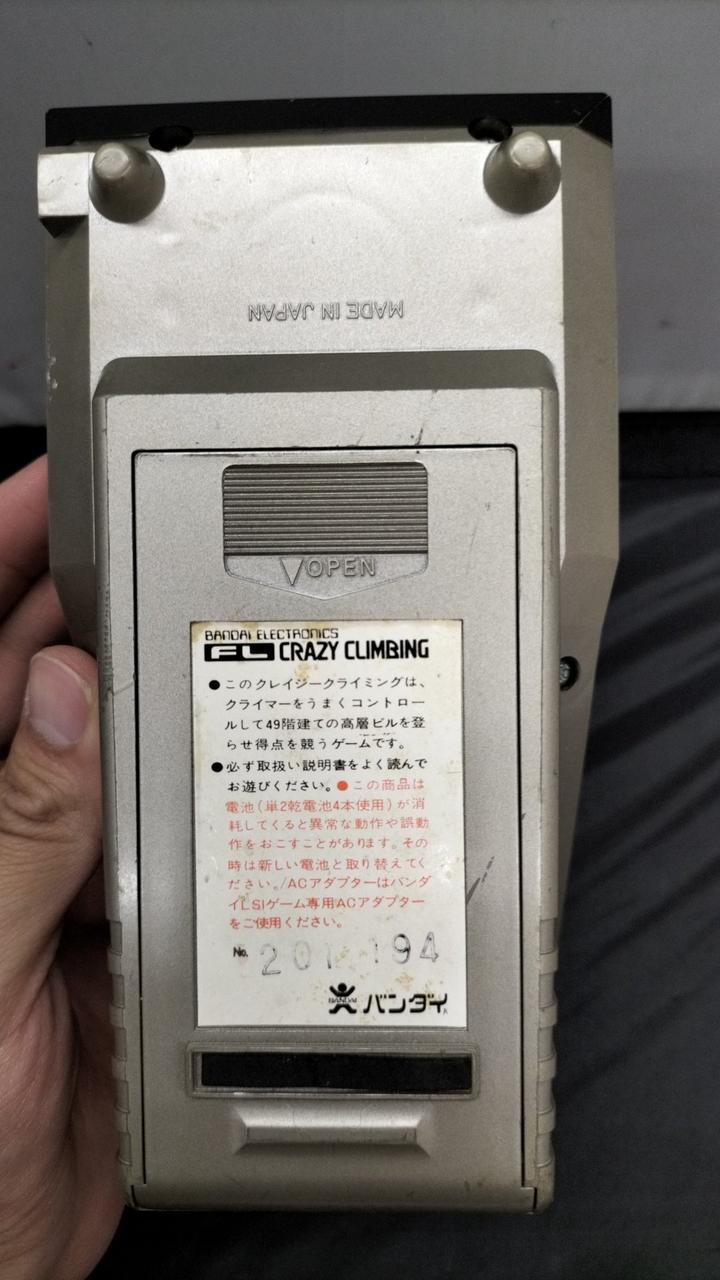 MADE IN JAPAN
OPEN
BANDAI ELECTRONICS
FL CRAZY CLIMBING
●このクレイジークライミングは、
クライマーをうまくコントロー
ルして49階建ての高層ビルを登
らせ得点を競うゲームです。
●必ず取扱い説明書をよく読んで
お遊びください。●この商品は
電池(単2乾電池4本使用)が消
耗してくると異常な動作や誤動
作をおこすことがあります。その
時は新しい電池と取り替えてく
ださい。/ACアダプターはバンダ
イLSIゲーム専用ACアダプター
をご使用ください。
No. 201194
BANDAI バンダイ